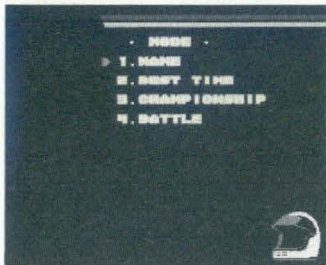 - MODE -
1. NAME
2. BEST TIME
3. CHAMPIONSHIP
4. BATTLE